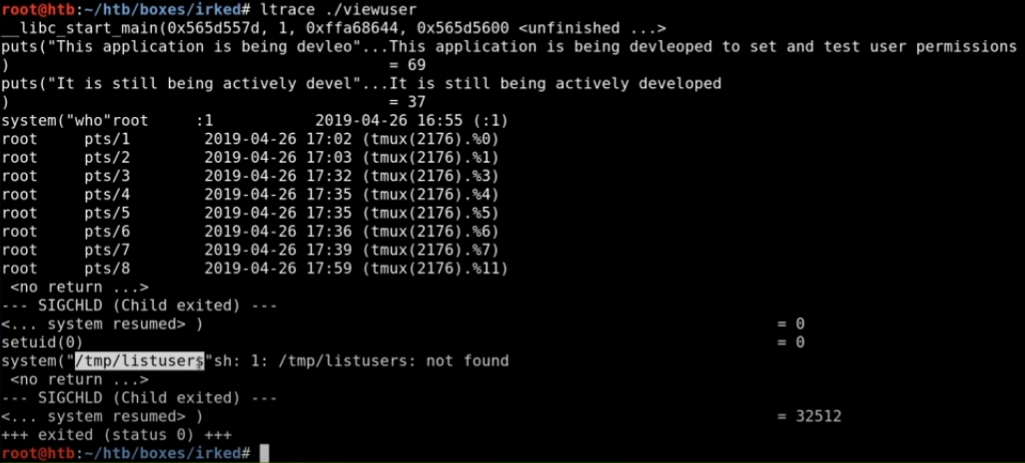 root@htb:~/htb/boxes/irked# ltrace ./viewuser
__libc_start_main(0x565d557d, 1, 0xffa68644, 0x565d5600 <unfinished ...>
puts("This application is being devleo"...This application is being devleoped to set and test user permissions
)                                          = 69
puts("It is still being actively devel"...It is still being actively developed
)                                          = 37
system("who"root     :1           2019-04-26 16:55 (:1)
root     pts/1        2019-04-26 17:02 (tmux(2176).%0)
root     pts/2        2019-04-26 17:03 (tmux(2176).%1)
root     pts/3        2019-04-26 17:32 (tmux(2176).%3)
root     pts/4        2019-04-26 17:35 (tmux(2176).%4)
root     pts/5        2019-04-26 17:35 (tmux(2176).%5)
root     pts/6        2019-04-26 17:36 (tmux(2176).%6)
root     pts/7        2019-04-26 17:39 (tmux(2176).%7)
root     pts/8        2019-04-26 17:59 (tmux(2176).%11)
 <no return ...>
--- SIGCHLD (Child exited) ---
<... system resumed> )                                                              = 0
setuid(0)                                                                           = 0
system("/tmp/listusers"sh: 1: /tmp/listusers: not found
 <no return ...>
--- SIGCHLD (Child exited) ---
<... system resumed> )                                                              = 32512
+++ exited (status 0) +++
root@htb:~/htb/boxes/irked#